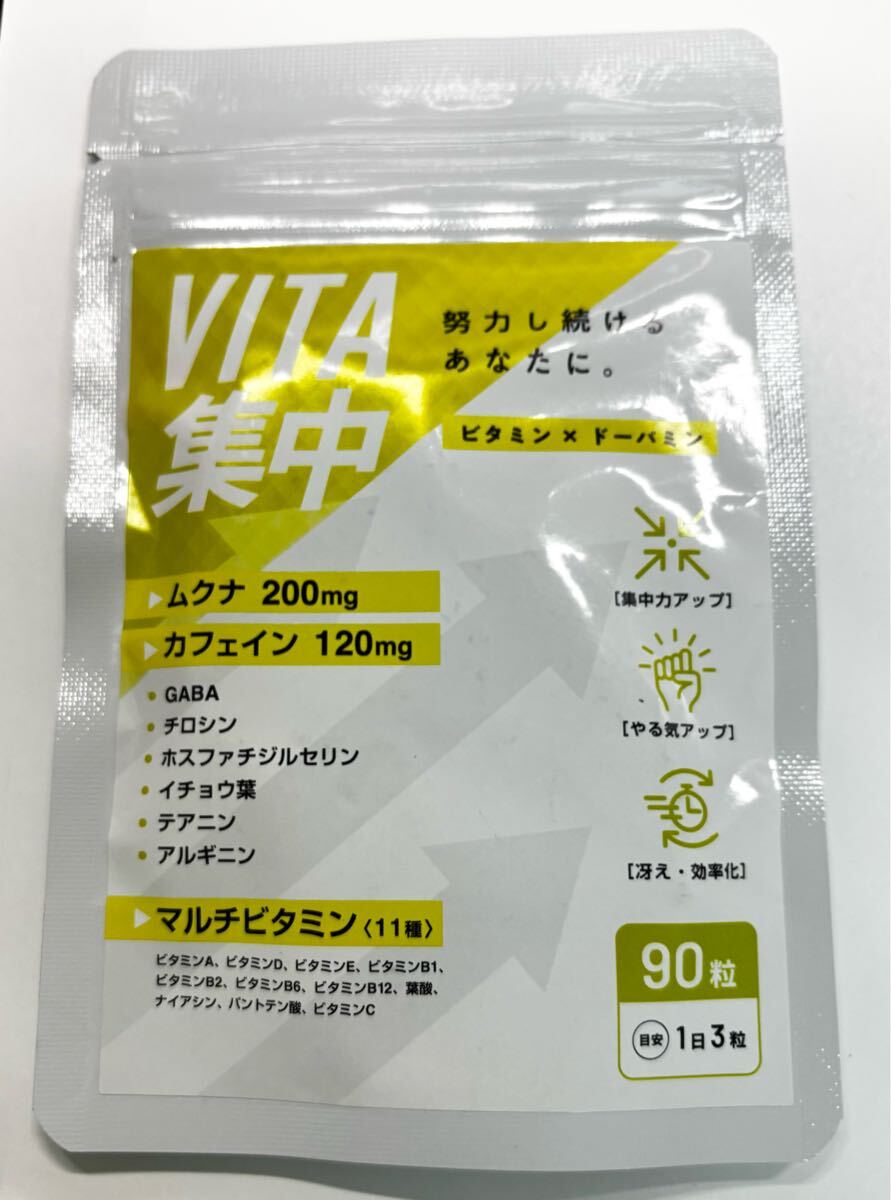 VITA
集中
努力し続ける
あなたに。
ビタミン×ドーパミン
ムクナ 200mg
カフェイン 120mg
• GABA
• チロシン
• ホスファチジルセリン
• イチョウ葉
• テアニン
• アルギニン
マルチビタミン〈11種〉
ビタミンA、ビタミンD、ビタミンE、ビタミンB1、
ビタミンB2、ビタミンB6、ビタミンB12、葉酸、
ナイアシン、パントテン酸、ビタミンC
[集中力アップ]
[やる気アップ]
[冴え・効率化]
90粒
目安 1日3粒